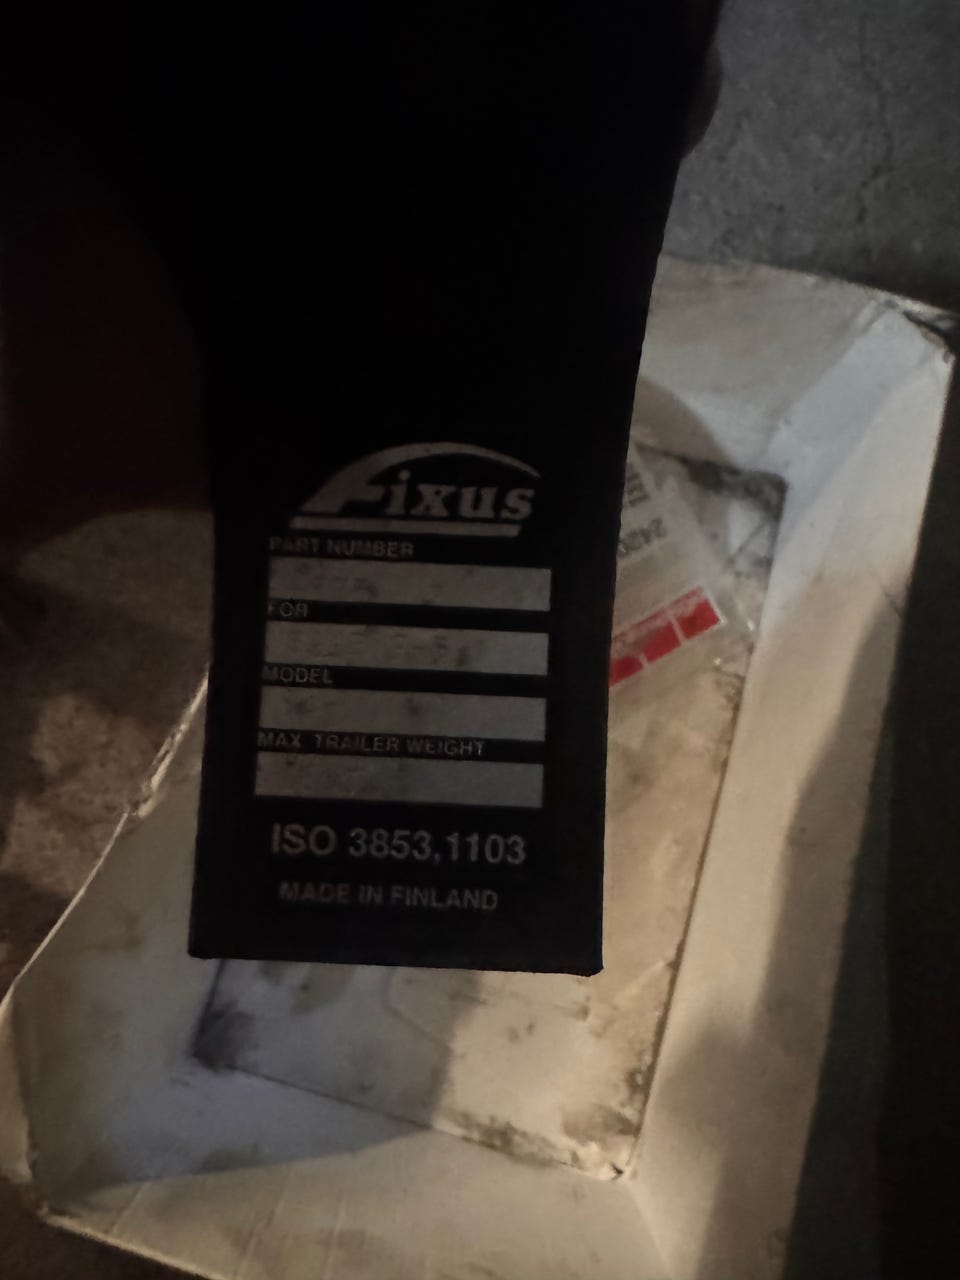 Fixus
PART NUMBER
FOR
MODEL
MAX TRAILER WEIGHT
ISO 3853,1103
MADE IN FINLAND